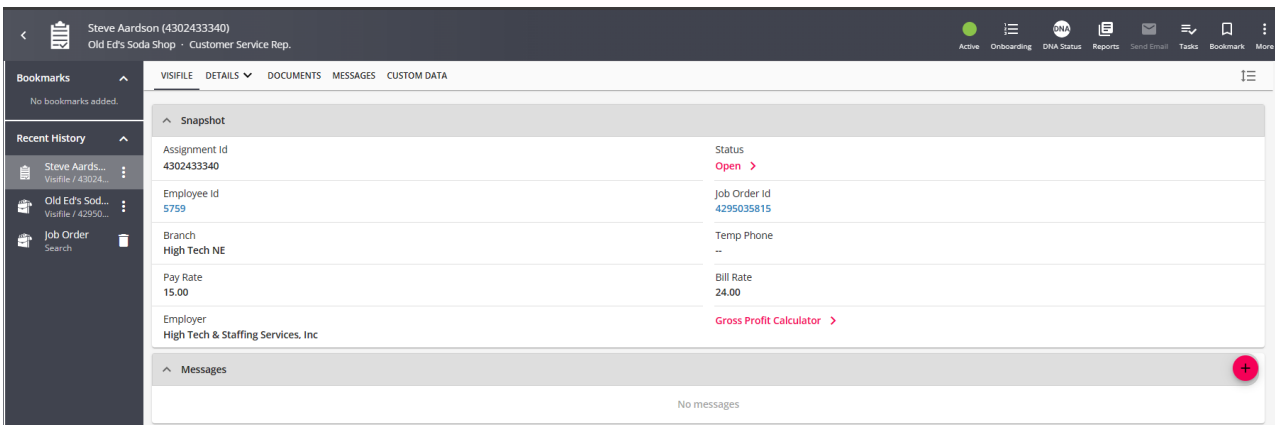 Steve Aardson (4302433340)
Old Ed's Soda Shop · Customer Service Rep.
Active
Onboarding
DNA
DNA Status
Reports
Send Email
Tasks
Bookmark
More
Bookmarks
No bookmarks added.
Recent History
Steve Aards...
Visifile / 43024...
Old Ed's Sod...
Visifile / 42950...
Job Order
Search
VISIFILE DETAILS DOCUMENTS MESSAGES CUSTOM DATA
Snapshot
Assignment Id
4302433340
Status
Open
Employee Id
5759
Job Order Id
4295035815
Branch
High Tech NE
Temp Phone
--
Pay Rate
15.00
Bill Rate
24.00
Employer
High Tech & Staffing Services, Inc
Gross Profit Calculator
Messages
No messages